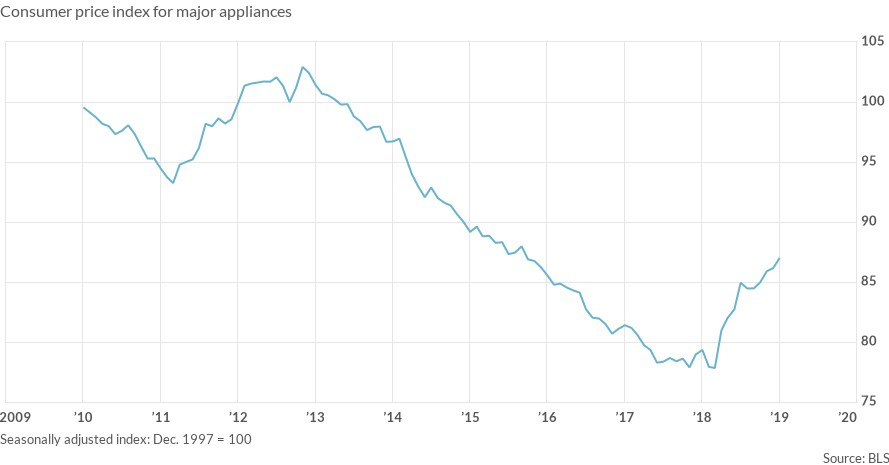 Consumer price index for major appliances
105
100
95
90
85
80
75
2009 ’10 ’11 ’12 ’13 ’14 ’15 ’16 ’17 ’18 ’19 ’20
Seasonally adjusted index: Dec. 1997 = 100
Source: BLS